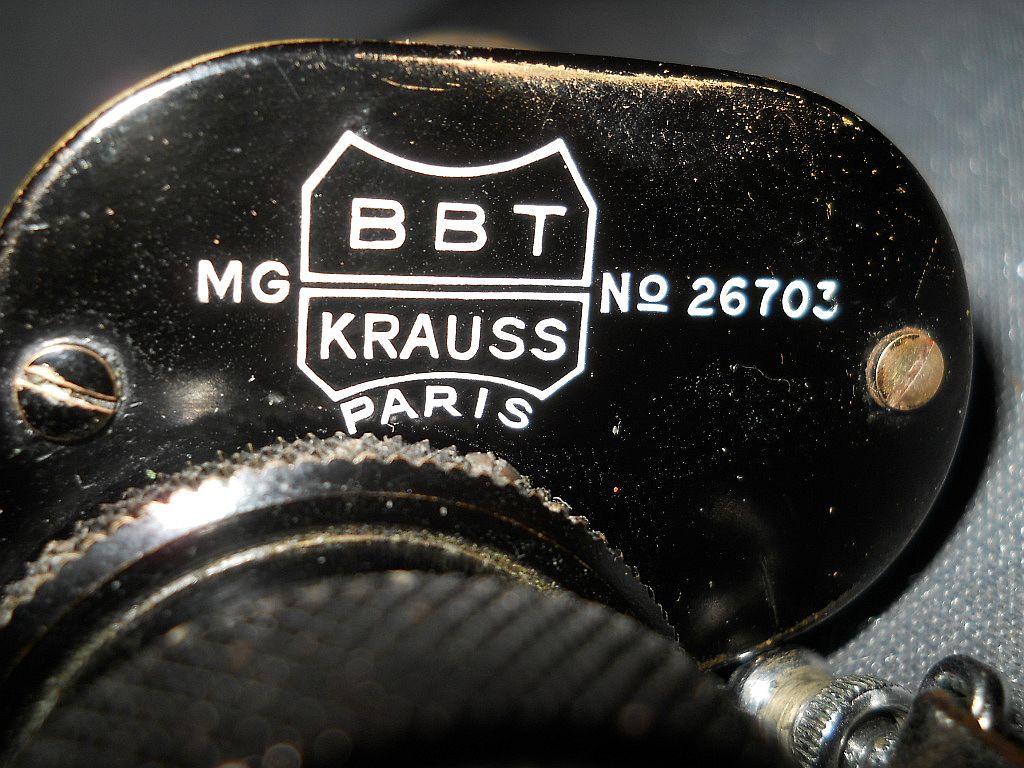 BBT
MG
KRAUSS
PARIS
Nº 26703